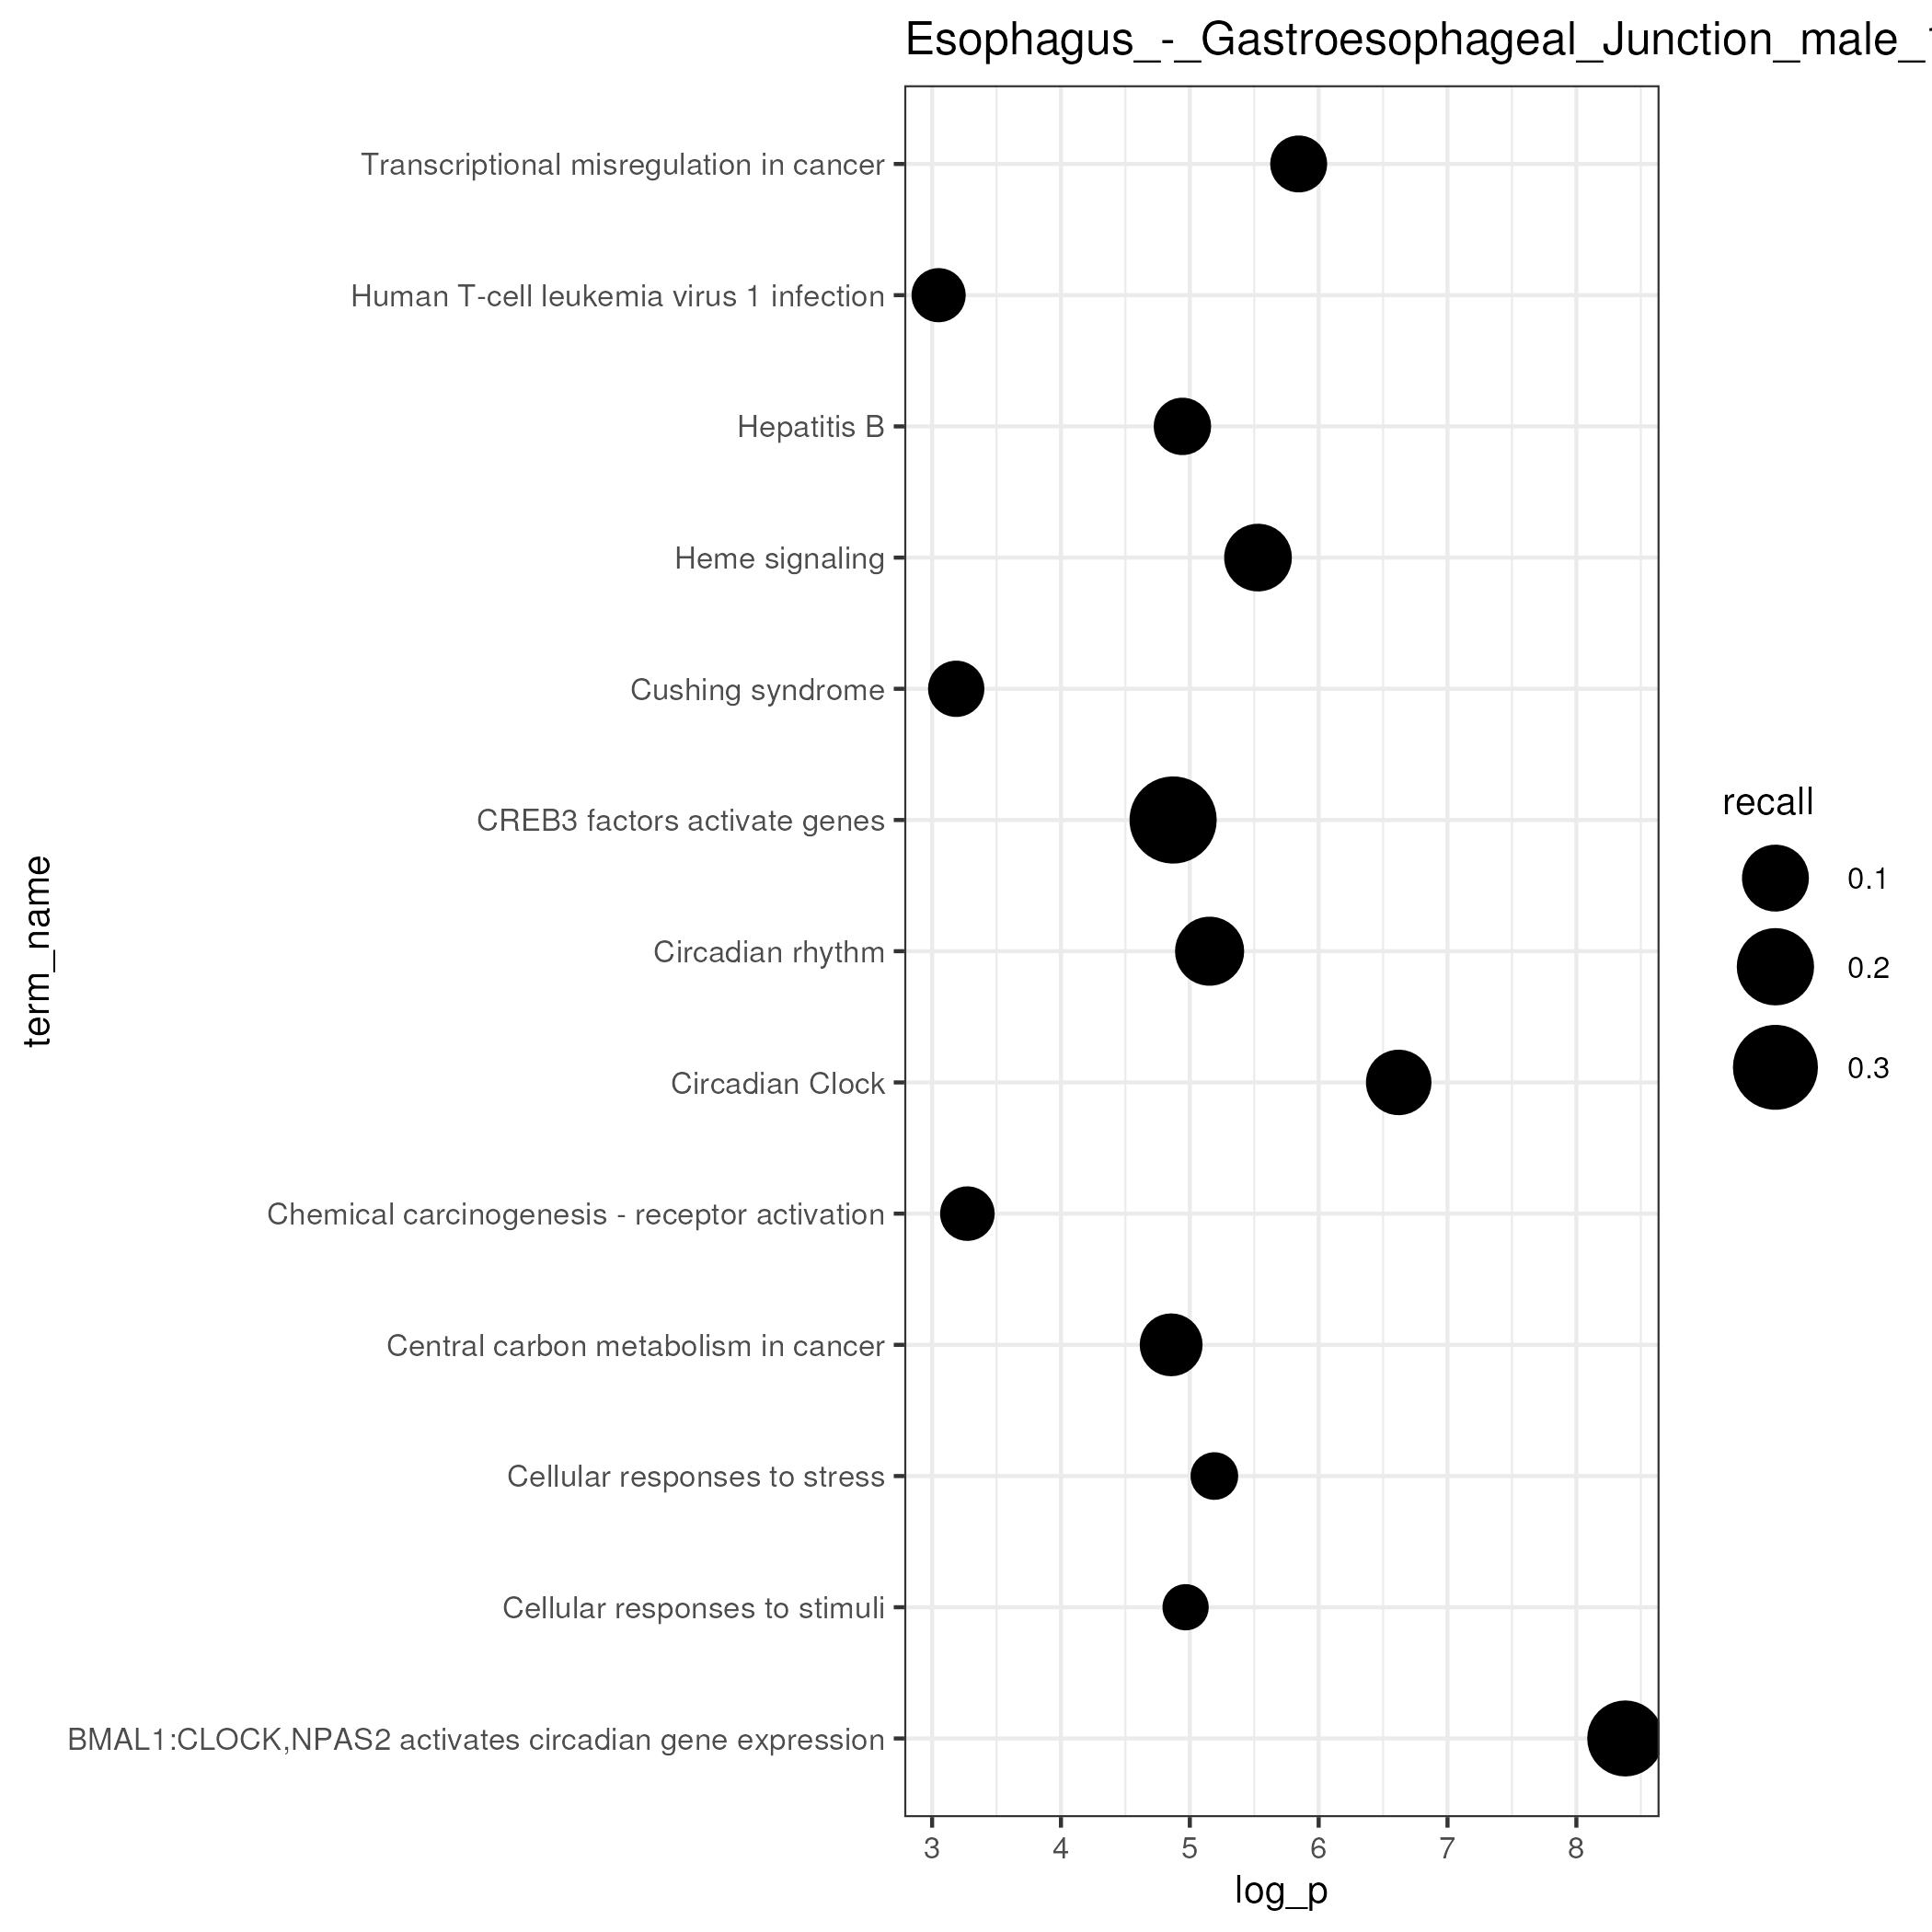 Esophagus_-_Gastroesophageal_Junction_male_
Transcriptional misregulation in cancer
Human T-cell leukemia virus 1 infection
Hepatitis B
Heme signaling
Cushing syndrome
CREB3 factors activate genes
Circadian rhythm
Circadian Clock
Chemical carcinogenesis - receptor activation
Central carbon metabolism in cancer
Cellular responses to stress
Cellular responses to stimuli
BMAL1:CLOCK,NPAS2 activates circadian gene expression
term_name
3 4 5 6 7 8
log_p
recall
0.1
0.2
0.3